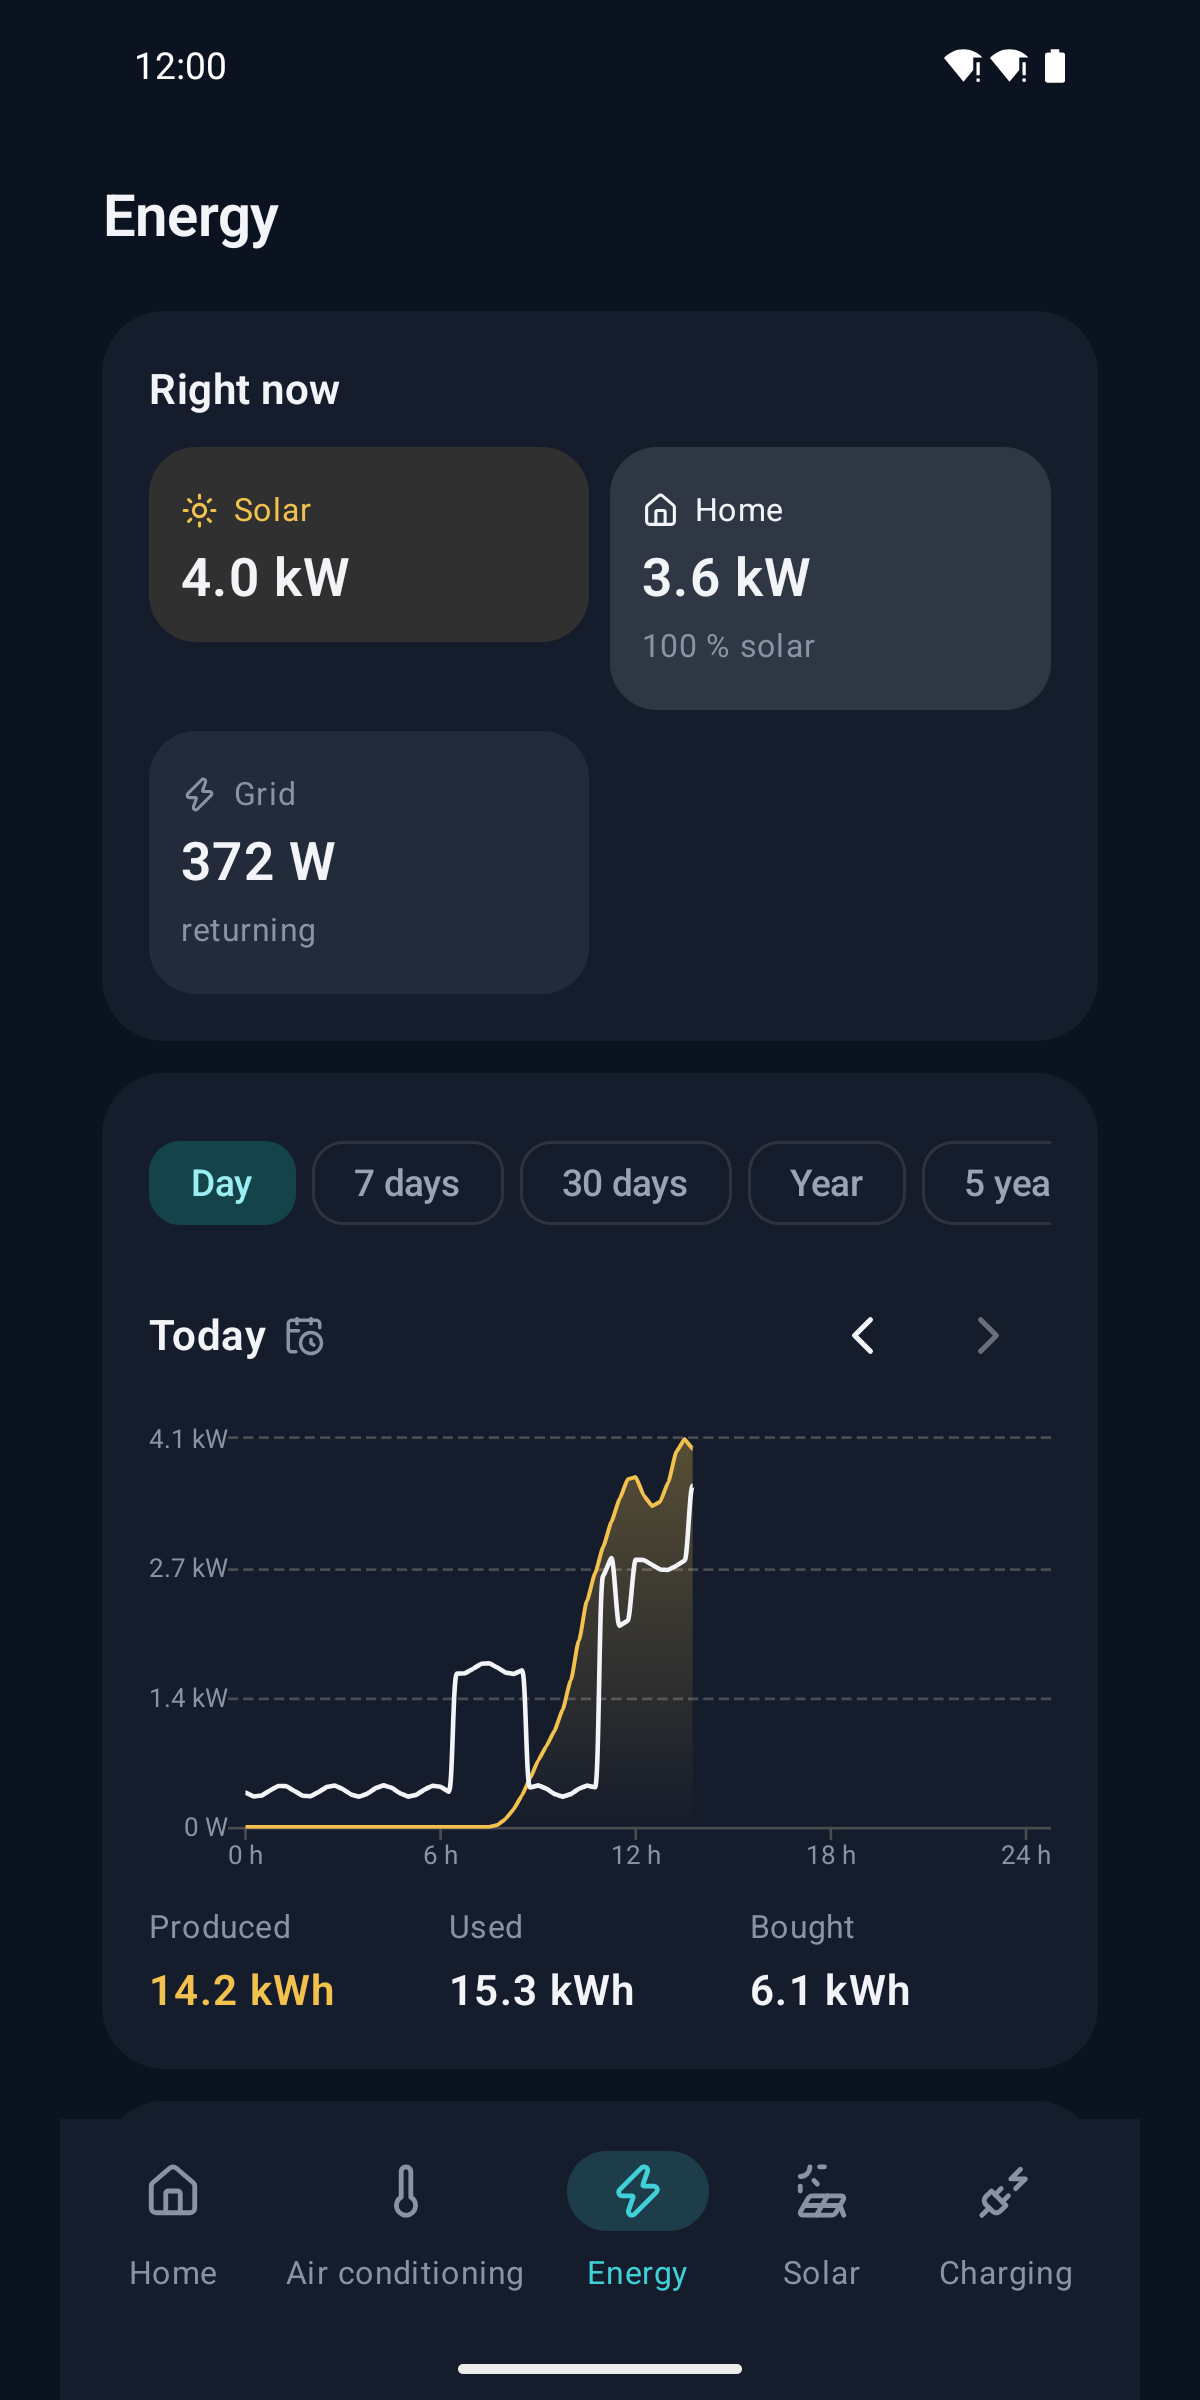 12:00
Energy
Right now
Solar
4.0 kW
Home
3.6 kW
100 % solar
Grid
372 W
returning
Day
7 days
30 days
Year
5 yea
Today
4.1 kW
2.7 kW
1.4 kW
0 W
0 h
6 h
12 h
18 h
24 h
Produced
Used
Bought
14.2 kWh
15.3 kWh
6.1 kWh
Home
Air conditioning
Energy
Solar
Charging